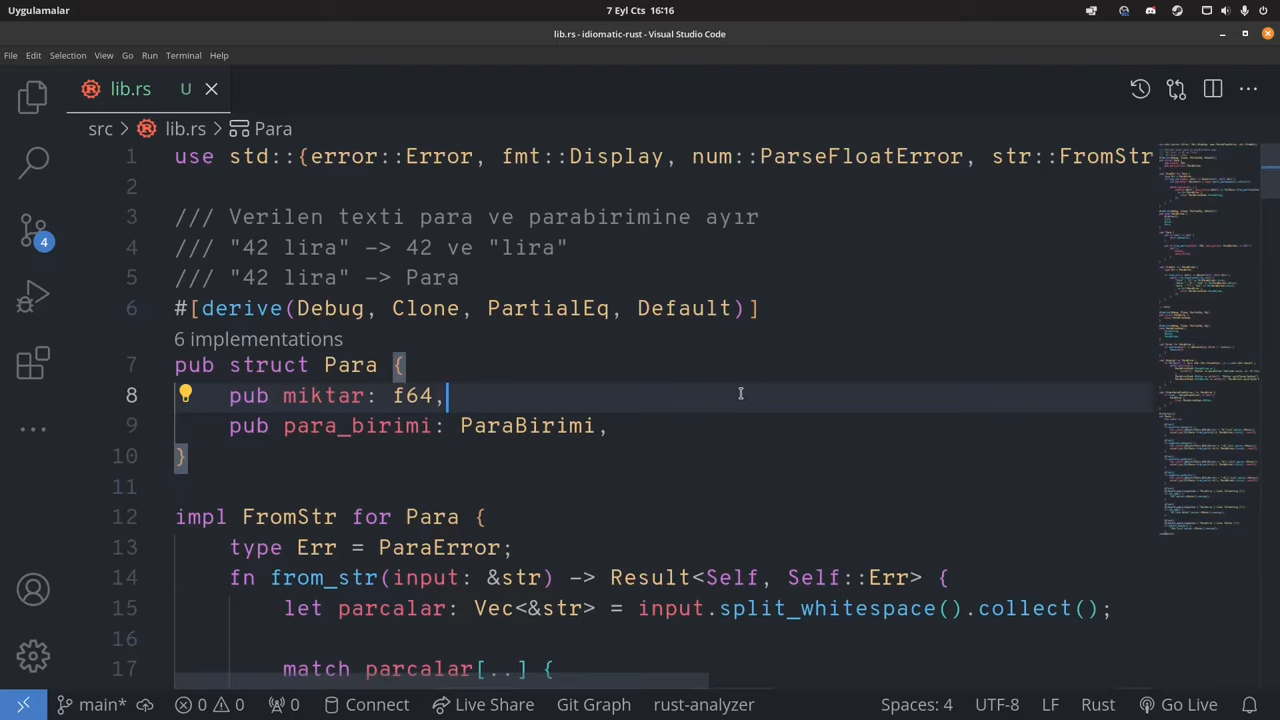 Uygulamalar
7 Eyl Cts 16:16
lib.rs - idiomatic-rust - Visual Studio Code
File Edit Selection View Go Run Terminal Help
lib.rs U
src > lib.rs > Para
1 use std::{error::Error, fmt::Display, num::ParseFloatError, str::FromStr
2
3 /// Verilen texti para ve parabirimine ayır
4 /// "42 lira" -> 42 ve "lira"
5 /// "42 lira" -> Para
6 #[derive(Debug, Clone, PartialEq, Default)]
6 implementations
7 pub struct Para {
8 pub miktar: f64,
9 pub para_birimi: ParaBirimi,
10 }
11
12 impl FromStr for Para {
13 type Err = ParaError;
14 fn from_str(input: &str) -> Result<Self, Self::Err> {
15 let parcalar: Vec<&str> = input.split_whitespace().collect();
16
17 match parcalar[..] {
4
main* 0 0 0 Connect Live Share Git Graph rust-analyzer Spaces: 4 UTF-8 LF Rust Go Live